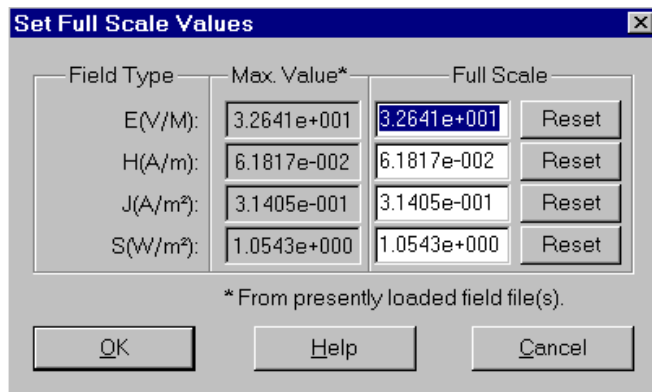 Set Full Scale Values
Field Type Max. Value* Full Scale
E(V/M): 3.2641e+001 3.2641e+001 Reset
H(A/m): 6.1817e-002 6.1817e-002 Reset
J(A/m²): 3.1405e-001 3.1405e-001 Reset
S(W/m²): 1.0543e+000 1.0543e+000 Reset
* From presently loaded field file(s).
OK Help Cancel